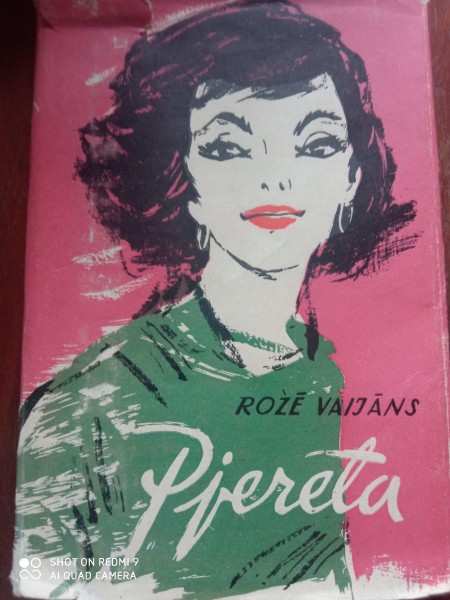 ROŽĒ VAIJĀNS
Pjereta
SHOT ON REDMI 9
AI QUAD CAMERA